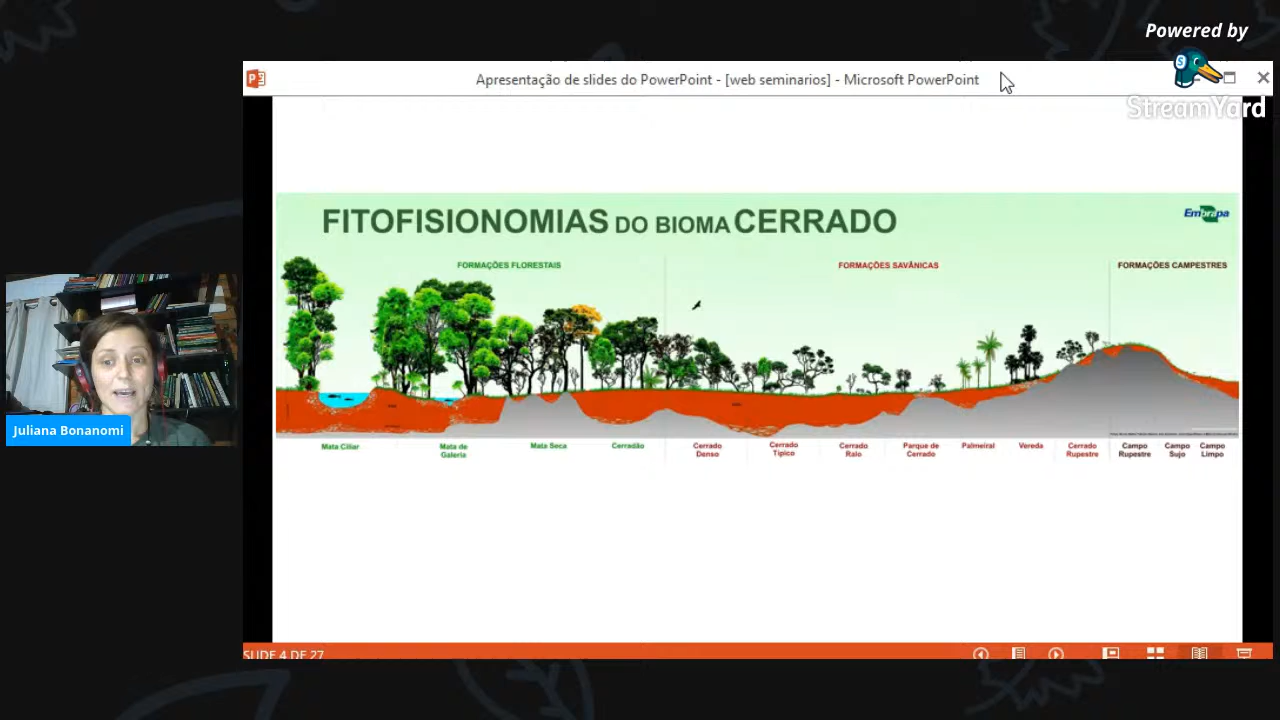 Powered by
StreamYard
Apresentação de slides do PowerPoint - [web seminarios] - Microsoft PowerPoint
FITOFISIONOMIAS DO BIOMA CERRADO
Embrapa
FORMAÇÕES FLORESTAIS
FORMAÇÕES SAVÂNICAS
FORMAÇÕES CAMPESTRES
Mata Ciliar
Mata de
Galeria
Mata Seca
Cerradão
Cerrado
Denso
Cerrado
Típico
Cerrado
Ralo
Parque de
Cerrado
Palmeiral
Vereda
Cerrado
Rupestre
Campo
Rupestre
Campo
Sujo
Campo
Limpo
Juliana Bonanomi
SLIDE 4 DE 27